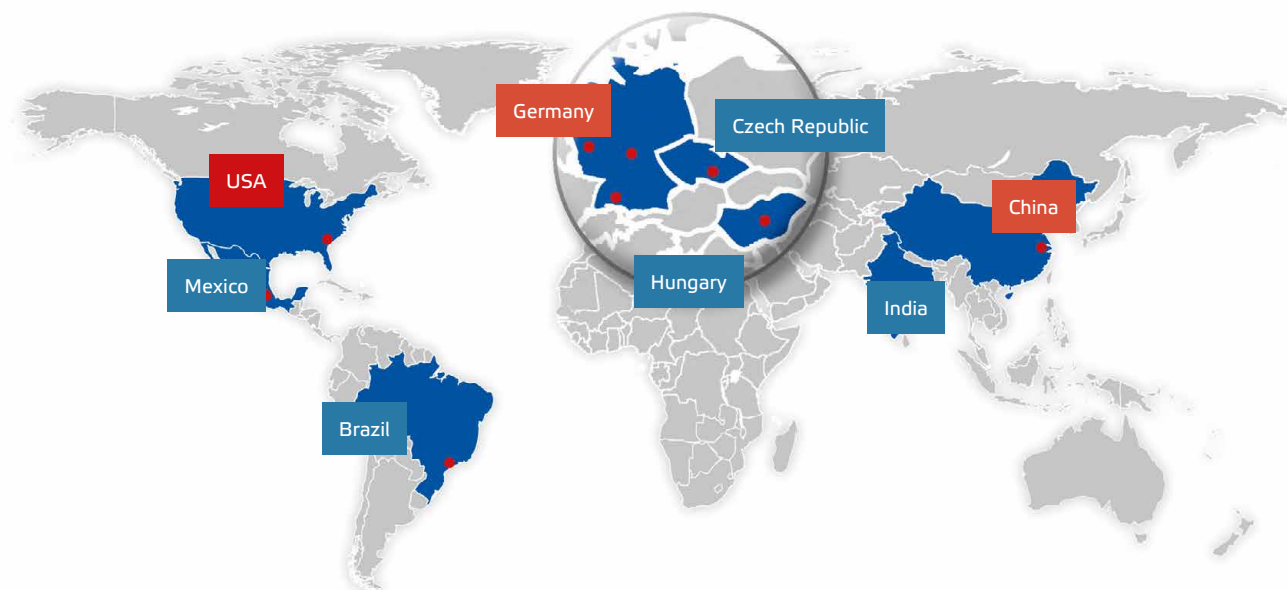 Germany
Czech Republic
USA
China
Mexico
Hungary
India
Brazil